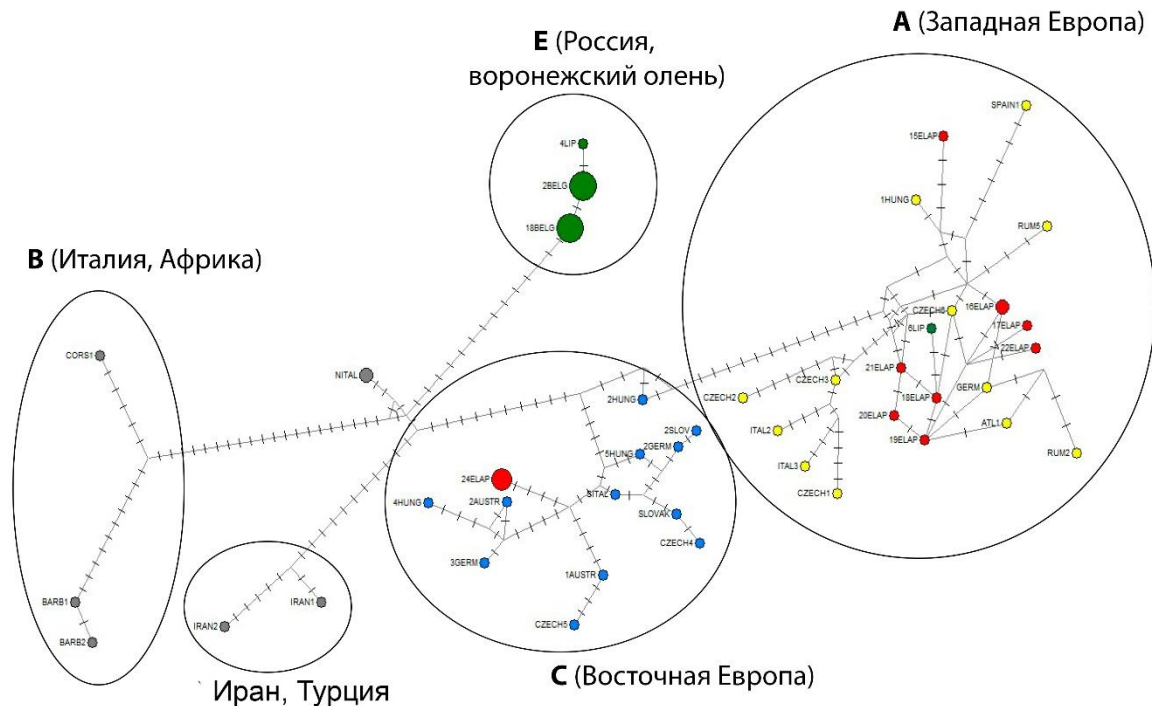 A (Западная Европа)
E (Россия,
воронежский олень)
SPAIN1
15ELAP
4LIP
2BELG
1HUNG
18BELG
RUM5
B (Италия, Африка)
16ELAP
CZECH6
17ELAP
6LIP
22ELAP
CORS1
21ELAP
NITAL
CZECH3
GERM
18ELAP
2HUNG
CZECH2
20ELAP
ATL1
2SLOV
ITAL2
19ELAP
2GERM
5HUNG
RUM2
ITAL3
24ELAP
CZECH1
SITAL
4HUNG
2AUSTR
SLOVAK
CZECH4
3GERM
1AUSTR
BARB1
IRAN1
CZECH5
IRAN2
BARB2
C (Восточная Европа)
Иран, Турция